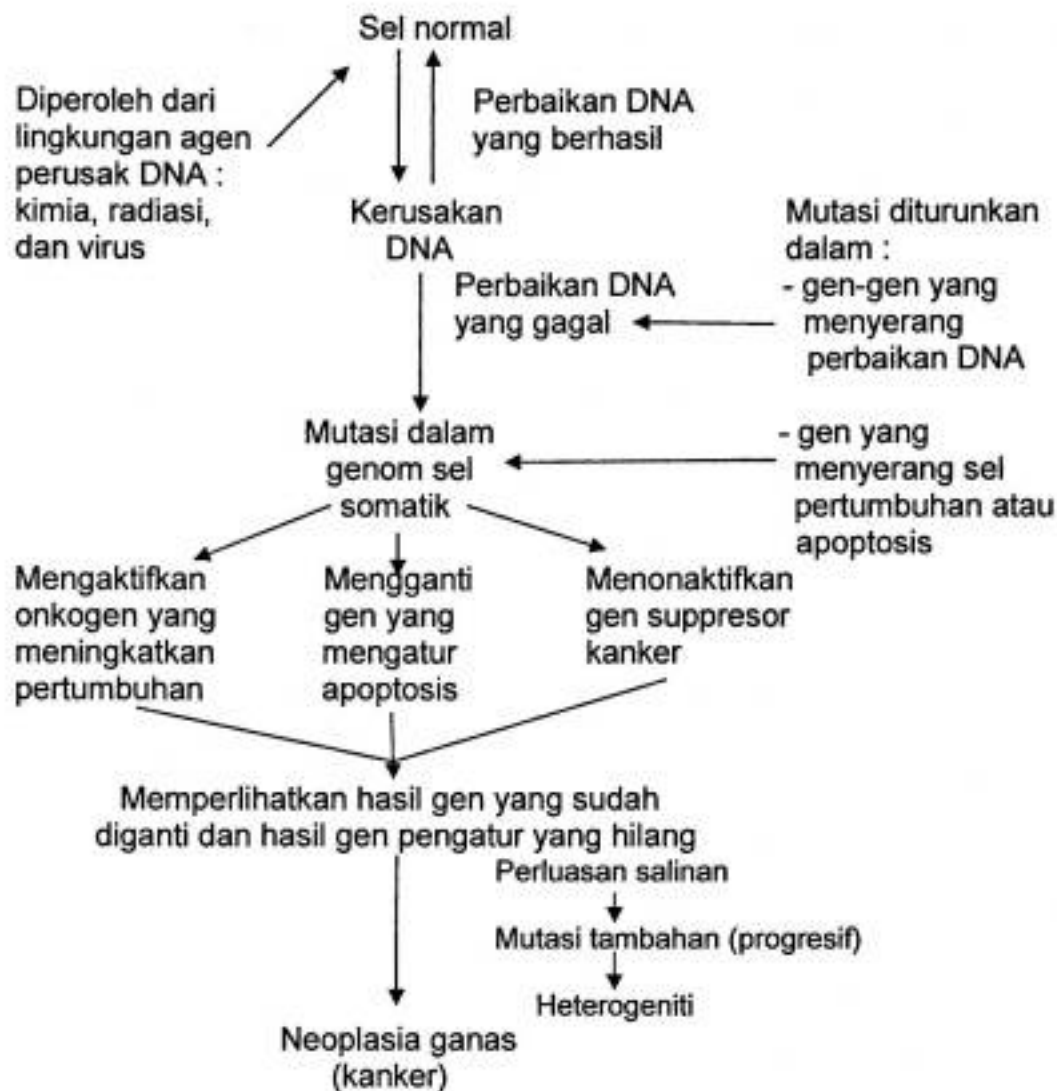 Sel normal
Diperoleh dari
lingkungan agen
perusak DNA :
kimia, radiasi,
dan virus
Perbaikan DNA
yang berhasil
Kerusakan
DNA
Perbaikan DNA
yang gagal
Mutasi diturunkan
dalam :
- gen-gen yang
menyerang
perbaikan DNA
Mutasi dalam
genom sel
somatik
- gen yang
menyerang sel
pertumbuhan atau
apoptosis
Mengaktifkan
onkogen yang
meningkatkan
pertumbuhan
Mengganti
gen yang
mengatur
apoptosis
Menonaktifkan
gen suppresor
kanker
Memperlihatkan hasil gen yang sudah
diganti dan hasil gen pengatur yang hilang
Perluasan salinan
Mutasi tambahan (progresif)
Heterogeniti
Neoplasia ganas
(kanker)